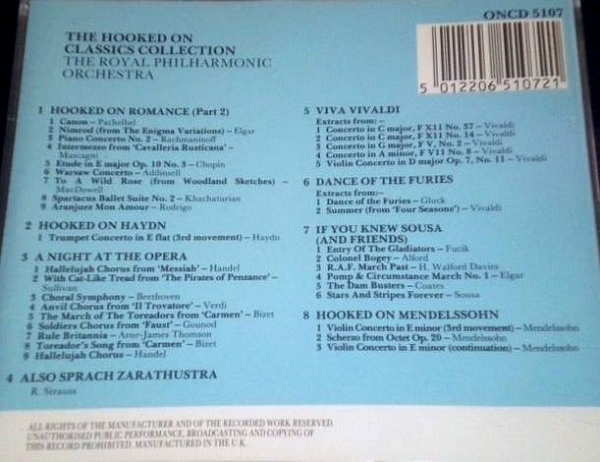 ONCD 5107
THE HOOKED ON
CLASSICS COLLECTION
THE ROYAL PHILHARMONIC
ORCHESTRA
5 012206 510721
1 HOOKED ON ROMANCE (Part 2)
1 Canon – Pachelbel
2 Nimrod (from The Enigma Variations) – Elgar
3 Piano Concerto No. 2 – Rachmaninoff
4 Intermezzo from 'Cavalleria Rusticana' –
Mascagni
5 Etude in E major Op. 10 No. 3 – Chopin
6 Warsaw Concerto – Addinsell
7 To A Wild Rose (from Woodland Sketches) –
MacDowell
8 Spartacus Ballet Suite No. 2 – Khachaturian
9 Aranjuez Mon Amour – Rodrigo
2 HOOKED ON HAYDN
1 Trumpet Concerto in E flat (3rd movement) – Haydn
3 A NIGHT AT THE OPERA
1 Hallelujah Chorus from 'Messiah' – Handel
2 With Cat-Like Tread from 'The Pirates of Penzance' –
Sullivan
3 Choral Symphony – Beethoven
4 Anvil Chorus from 'Il Trovatore' – Verdi
5 The March of The Toreadors from 'Carmen' – Bizet
6 Soldiers Chorus from 'Faust' – Gounod
7 Rule Britannia – Arne-James Thomson
8 Toreador's Song from 'Carmen' – Bizet
9 Hallelujah Chorus – Handel
4 ALSO SPRACH ZARATHUSTRA
R. Strauss
5 VIVA VIVALDI
Extracts from:–
1 Concerto in C major, F X11 No. 37 – Vivaldi
2 Concerto in C major, F X11 No. 14 – Vivaldi
3 Concerto in G major, F V, No. 2 – Vivaldi
4 Concerto in A minor, F V11 No. 8 – Vivaldi
5 Violin Concerto in D major Op. 7, No. 11 – Vivaldi
6 DANCE OF THE FURIES
Extracts from:–
1 Dance of the Furies – Gluck
2 Summer (from 'Four Seasons') – Vivaldi
7 IF YOU KNEW SOUSA
(AND FRIENDS)
1 Entry Of The Gladiators – Fucik
2 Colonel Bogey – Alford
3 R.A.F. March Past – H. Walford Davies
4 Pomp & Circumstance March No. 1 – Elgar
5 The Dam Busters – Coates
6 Stars And Stripes Forever – Sousa
8 HOOKED ON MENDELSSOHN
1 Violin Concerto in E minor (3rd movement) – Mendelssohn
2 Scherzo from Octet Op. 20 – Mendelssohn
3 Violin Concerto in E minor (continuation) – Mendelssohn
ALL RIGHTS OF THE MANUFACTURER AND OF THE RECORDED WORK RESERVED.
UNAUTHORISED PUBLIC PERFORMANCE, BROADCASTING AND COPYING OF
THIS RECORD PROHIBITED. MANUFACTURED IN THE U.K.